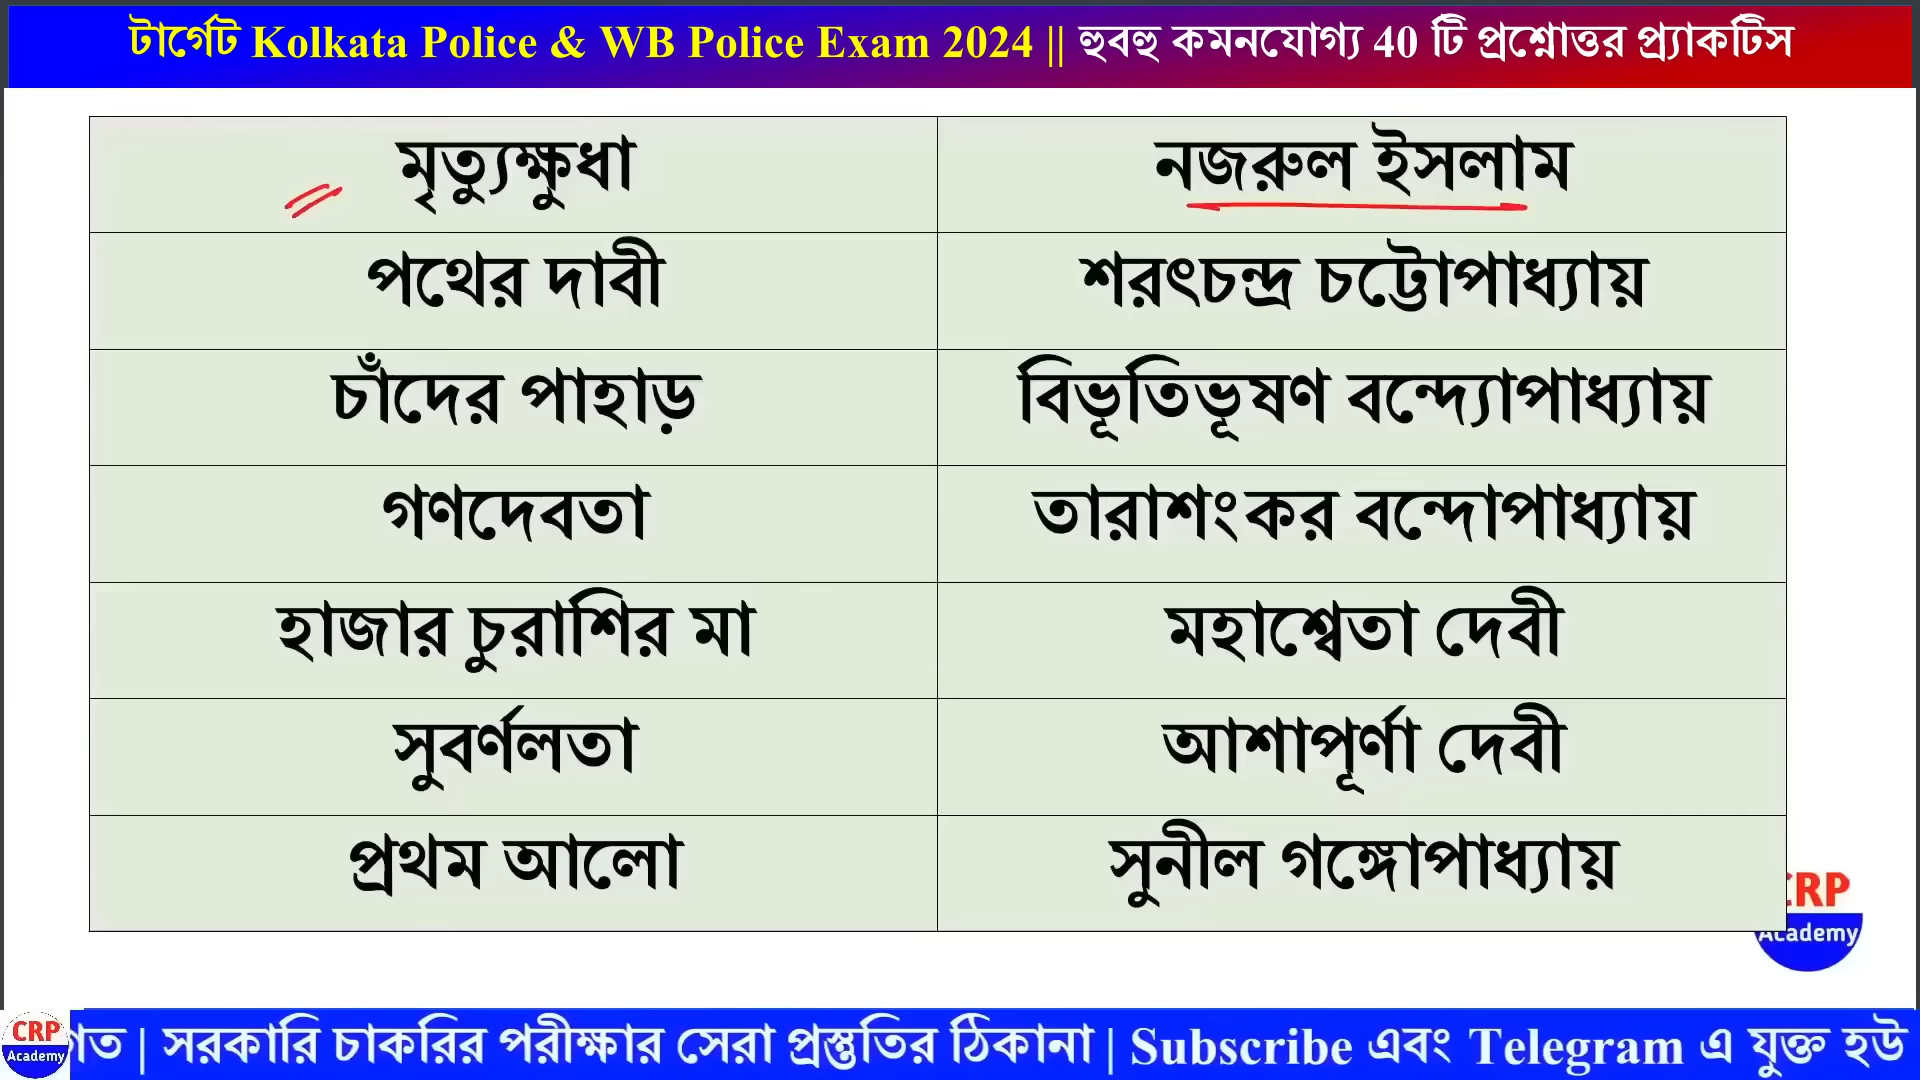 টার্গেট Kolkata Police & WB Police Exam 2024 || হুবহু কমনযোগ্য 40 টি প্রশ্নোত্তর প্র্যাকটিস
মৃত্যুক্ষুধা নজরুল ইসলাম
পথের দাবী শরৎচন্দ্র চট্টোপাধ্যায়
চাঁদের পাহাড় বিভূতিভূষণ বন্দ্যোপাধ্যায়
গণদেবতা তারাশংকর বন্দোপাধ্যায়
হাজার চুরাশির মা মহাশ্বেতা দেবী
সুবর্ণলতা আশাপূর্ণা দেবী
প্রথম আলো সুনীল গঙ্গোপাধ্যায়
CRP
Academy
CRP
Academy
গত | সরকারি চাকরির পরীক্ষার সেরা প্রস্তুতির ঠিকানা | Subscribe এবং Telegram এ যুক্ত হউ